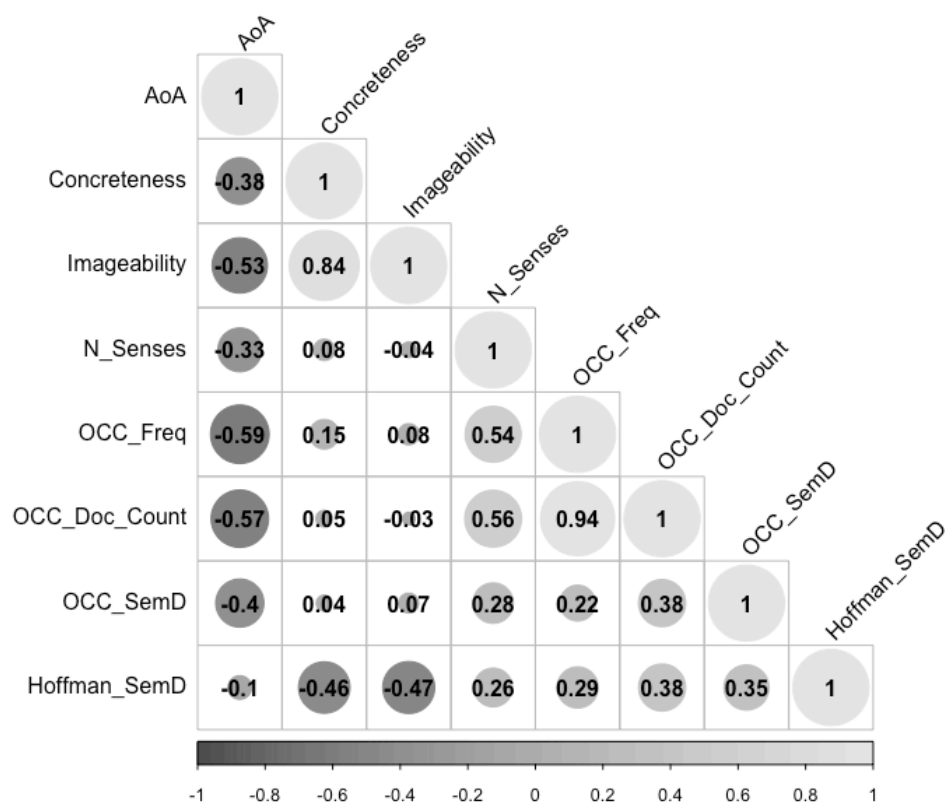 AoA
AoA 1
Concreteness
Concreteness -0.38 1
Imageability
Imageability -0.53 0.84 1
N_Senses
N_Senses -0.33 0.08 -0.04 1
OCC_Freq
OCC_Freq -0.59 0.15 0.08 0.54 1
OCC_Doc_Count
OCC_Doc_Count -0.57 0.05 -0.03 0.56 0.94 1
OCC_SemD
OCC_SemD -0.4 0.04 0.07 0.28 0.22 0.38 1
Hoffman_SemD
Hoffman_SemD -0.1 -0.46 -0.47 0.26 0.29 0.38 0.35 1
-1 -0.8 -0.6 -0.4 -0.2 0 0.2 0.4 0.6 0.8 1